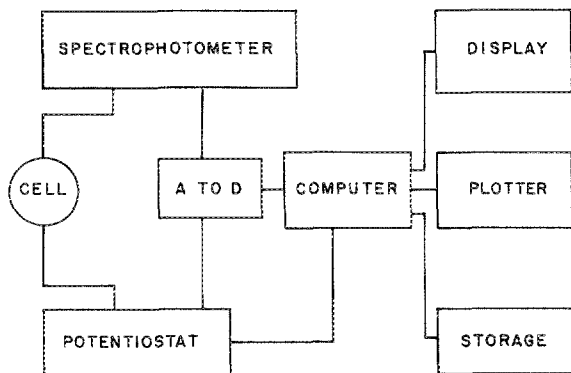 SPECTROPHOTOMETER
DISPLAY
CELL
A TO D
COMPUTER
PLOTTER
POTENTIOSTAT
STORAGE